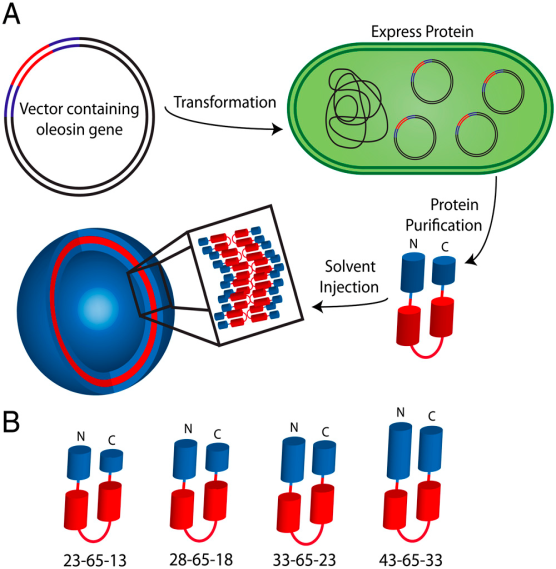 A
Vector containing
oleosin gene
Transformation
Express Protein
Protein
Purification
N
C
Solvent
Injection
B
N
C
N
C
N
C
N
C
23-65-13
28-65-18
33-65-23
43-65-33